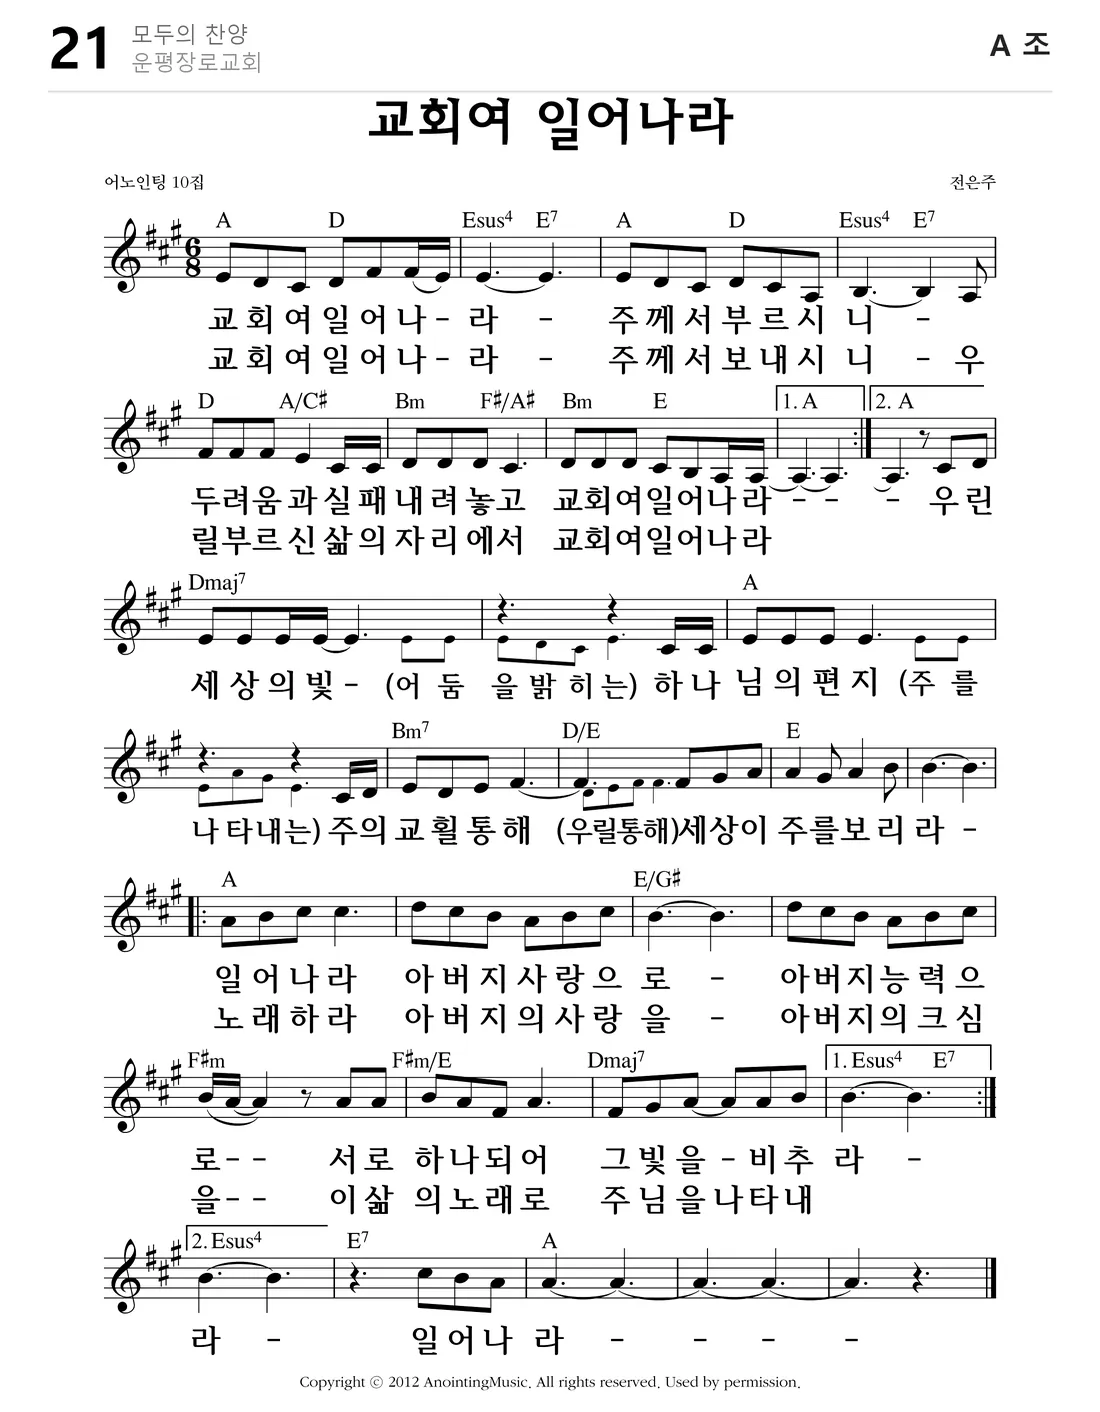 21
모두의 찬양
운평장로교회
A 조
교회여 일어나라
어노인팅 10집
전은주
A D Esus4 E7 A D Esus4 E7
교회여일어나- 라 - 주께서부르시 니 -
교회여일어나- 라 - 주께서보내시 니 - 우
D A/C# Bm F#/A# Bm E 1. A 2. A
두려움과실패내려놓고 교회여일어나라- - - 우린
릴부르신삶의자리에서 교회여일어나라
Dmaj7 A
세상의빛- (어 둠 을밝 히는) 하나님의편지 (주 를
Bm7 D/E E
나타내는) 주의교횔통해 (우릴통해)세상이 주를보리라 -
A E/G#
일어나라 아버지사랑으 로 - 아버지능력으
노래하라 아버지의사랑 을 - 아버지의크심
F#m F#m/E Dmaj7 1. Esus4 E7
로- - 서로 하나되어 그빛을 - 비추 라 -
을- - 이삶 의노래로 주님을나타내
2. Esus4 E7 A
라 - 일어나 라 - - - -
Copyright ⓒ 2012 AnointingMusic. All rights reserved. Used by permission.